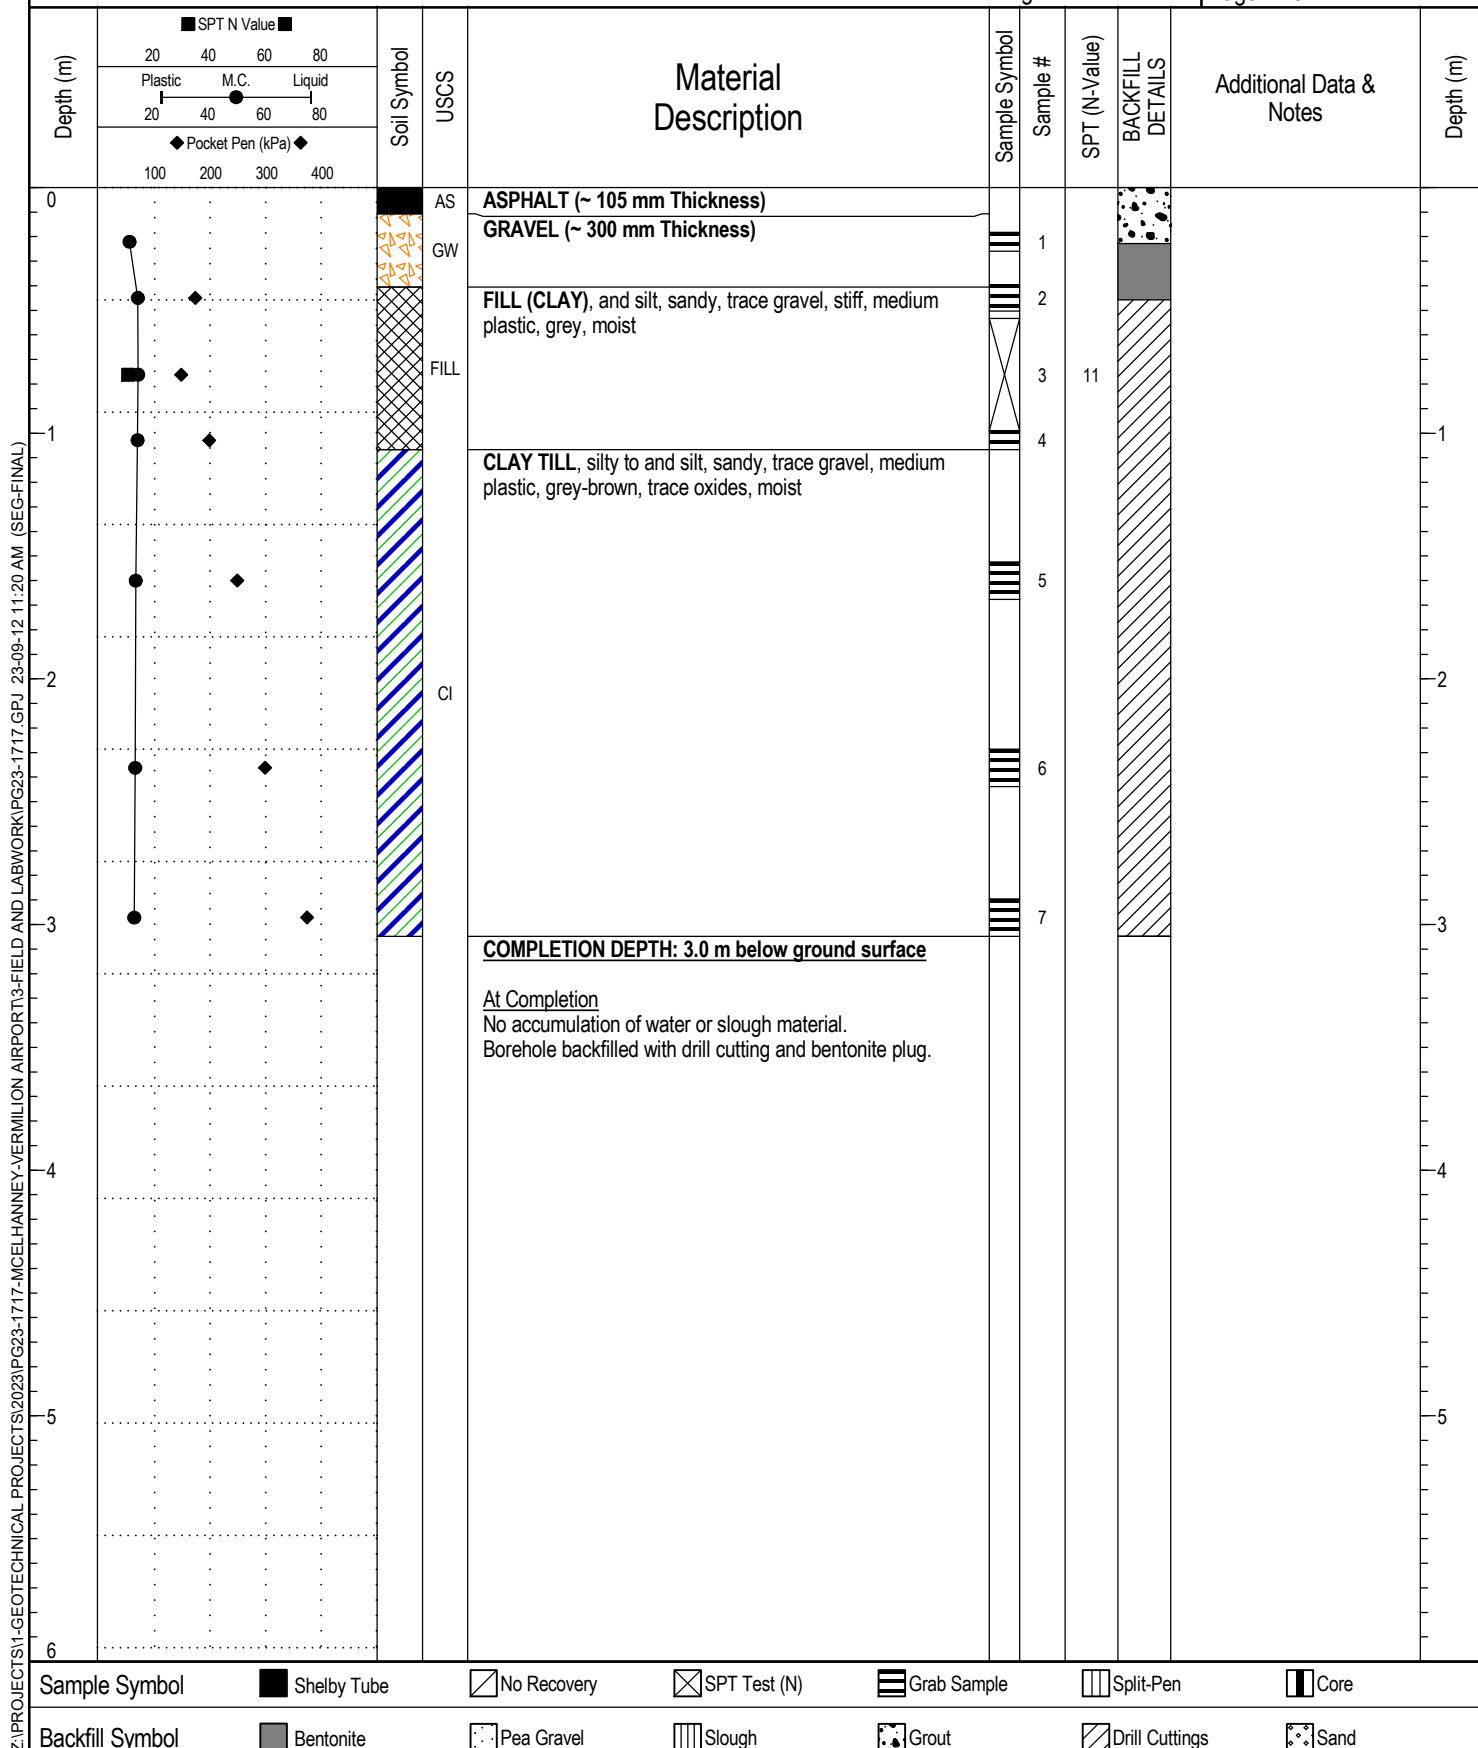 ■ SPT N Value ■
20 40 60 80
Plastic M.C. Liquid
20 40 60 80
◆ Pocket Pen (kPa) ◆
100 200 300 400
Depth (m)
Soil Symbol
USCS
Material
Description
Sample Symbol
Sample #
SPT (N-Value)
BACKFILL
DETAILS
Additional Data &
Notes
Depth (m)
0
AS
ASPHALT (~ 105 mm Thickness)
GW
GRAVEL (~ 300 mm Thickness)
1
FILL (CLAY), and silt, sandy, trace gravel, stiff, medium
plastic, grey, moist
2
FILL
3
11
1
4
1
CLAY TILL, silty to and silt, sandy, trace gravel, medium
plastic, grey-brown, trace oxides, moist
5
2
CI
2
6
3
7
3
COMPLETION DEPTH: 3.0 m below ground surface
At Completion
No accumulation of water or slough material.
Borehole backfilled with drill cutting and bentonite plug.
4
4
5
5
6
Z:\PROJECTS\1-GEOTECHNICAL PROJECTS\2023\PG23-1717-MCELHANNEY-VERMILION AIRPORT\3-FIELD AND LABWORK\PG23-1717.GPJ 23-09-12 11:20 AM (SEG-FINAL)
Sample Symbol
Shelby Tube
No Recovery
SPT Test (N)
Grab Sample
Split-Pen
Core
Backfill Symbol
Bentonite
Pea Gravel
Slough
Grout
Drill Cuttings
Sand